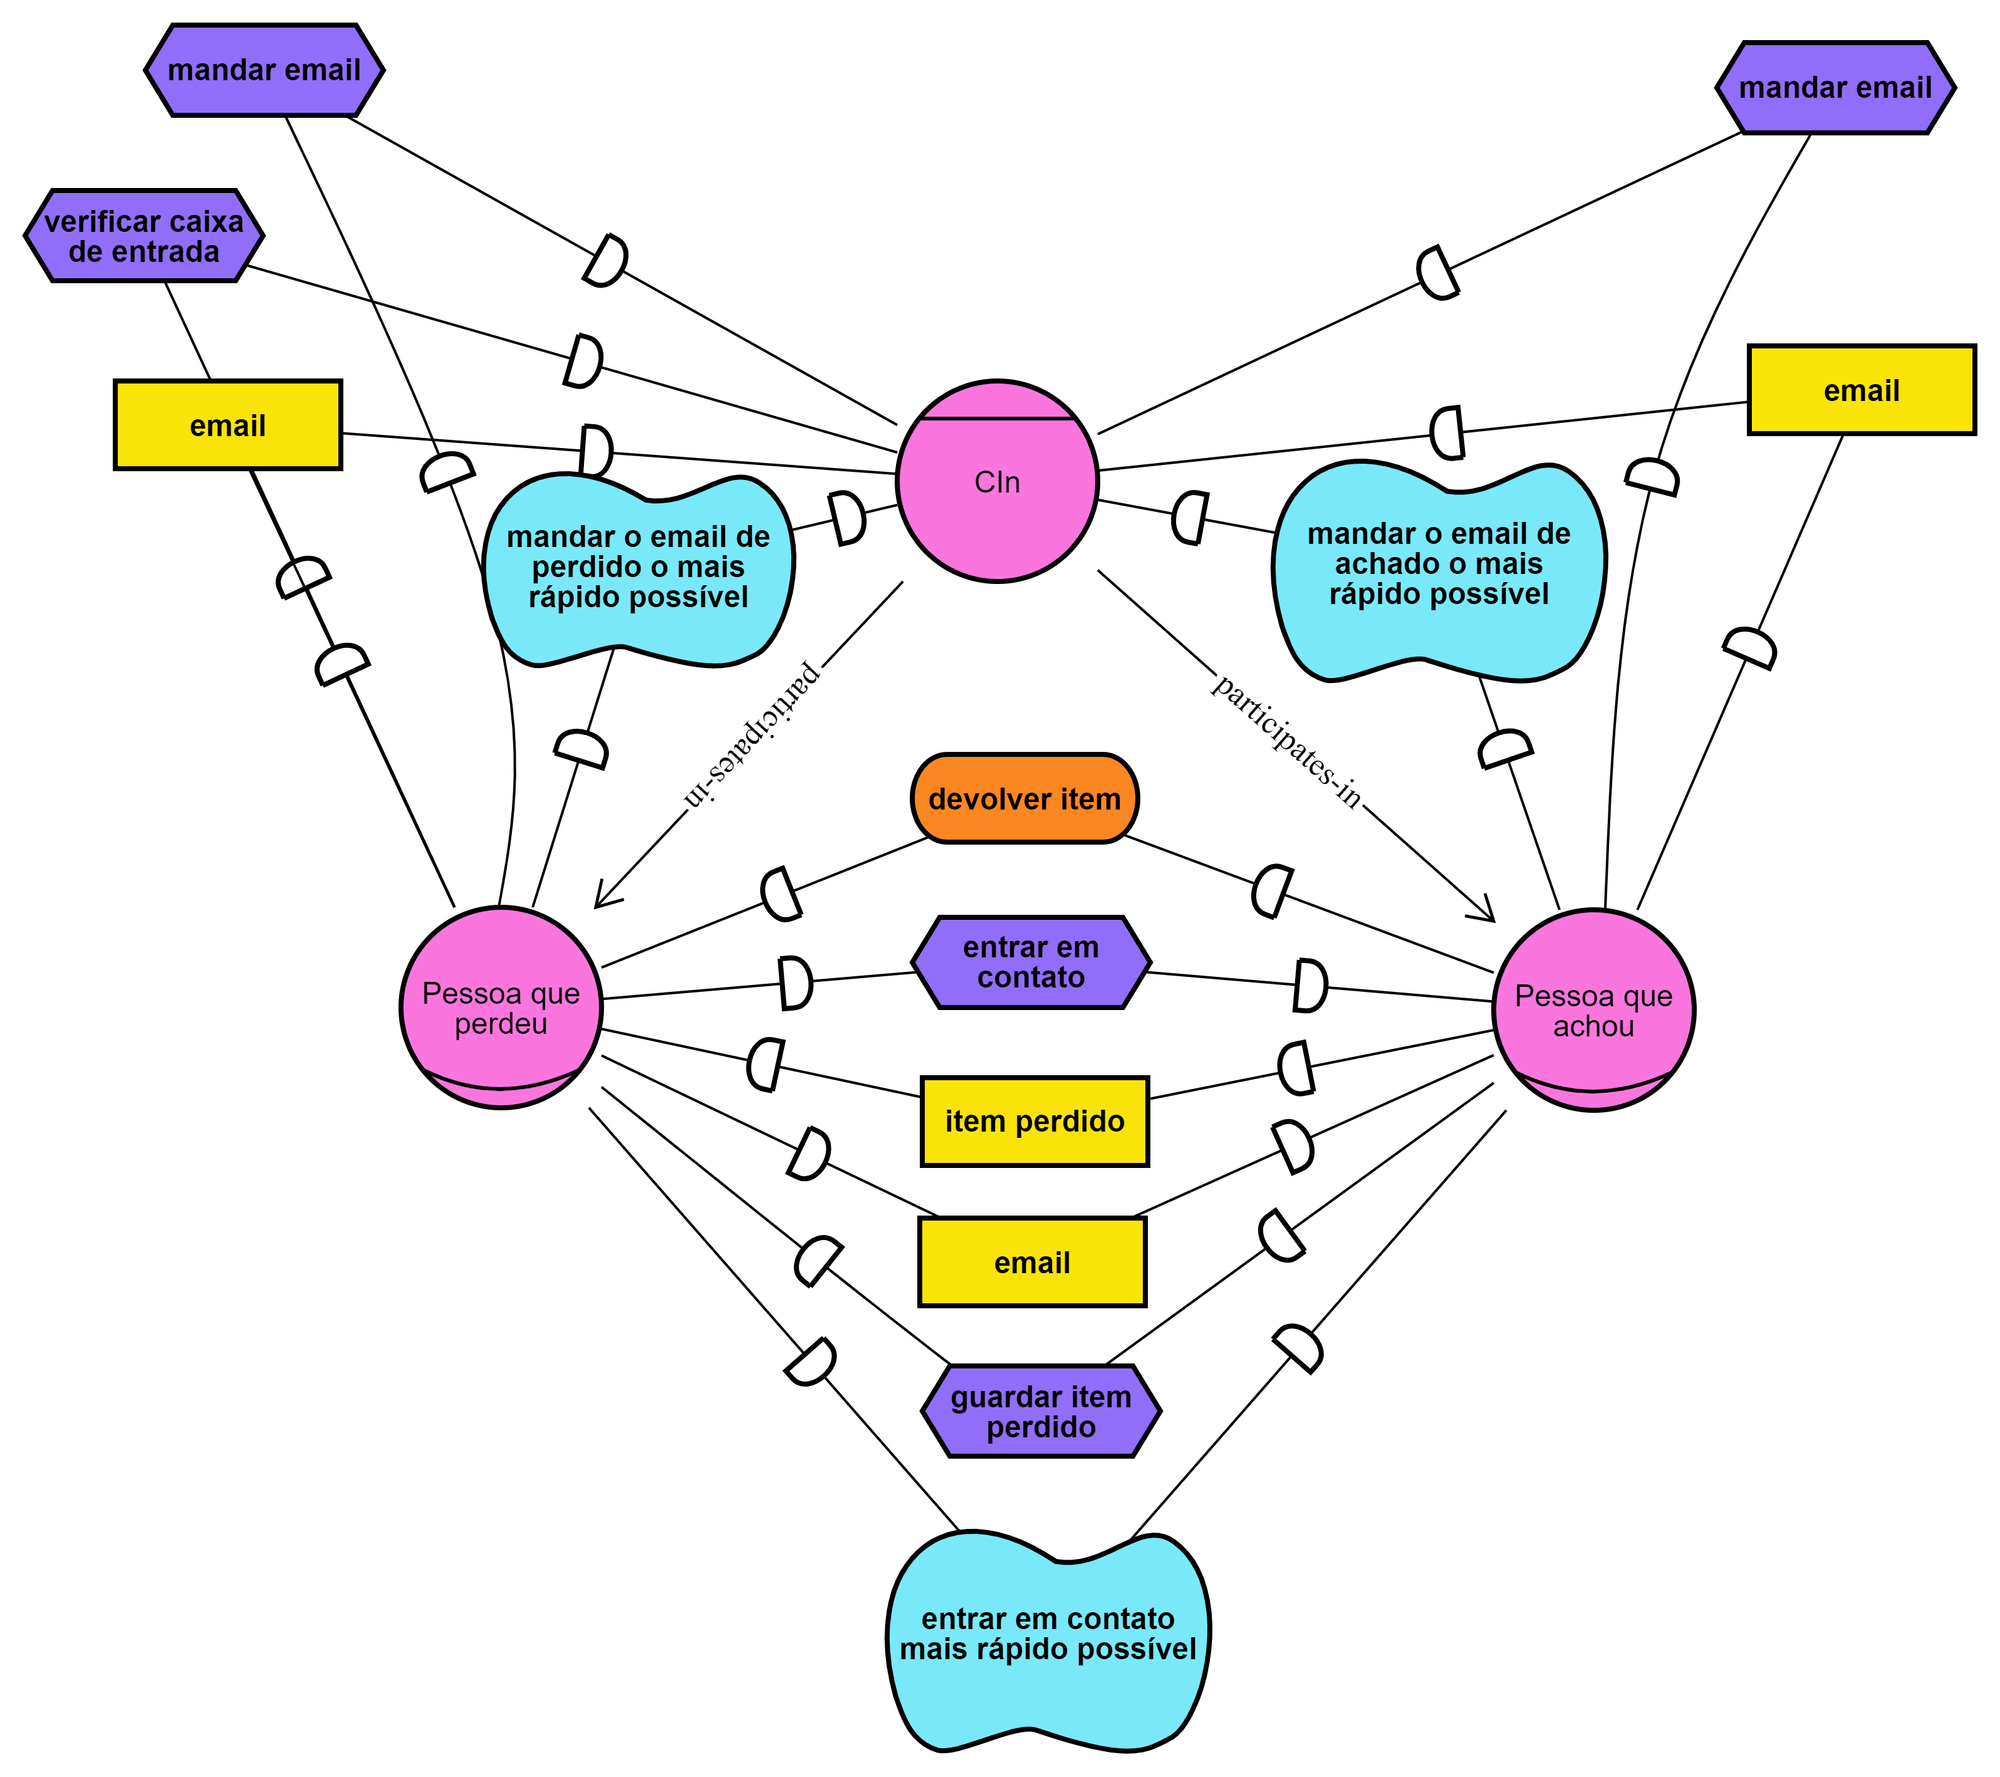 mandar email
mandar email
verificar caixa
de entrada
email
email
CIn
mandar o email de
perdido o mais
rápido possível
mandar o email de
achado o mais
rápido possível
participates-in
participates-in
devolver item
entrar em
contato
Pessoa que
perdeu
Pessoa que
achou
item perdido
email
guardar item
perdido
entrar em contato
mais rápido possível